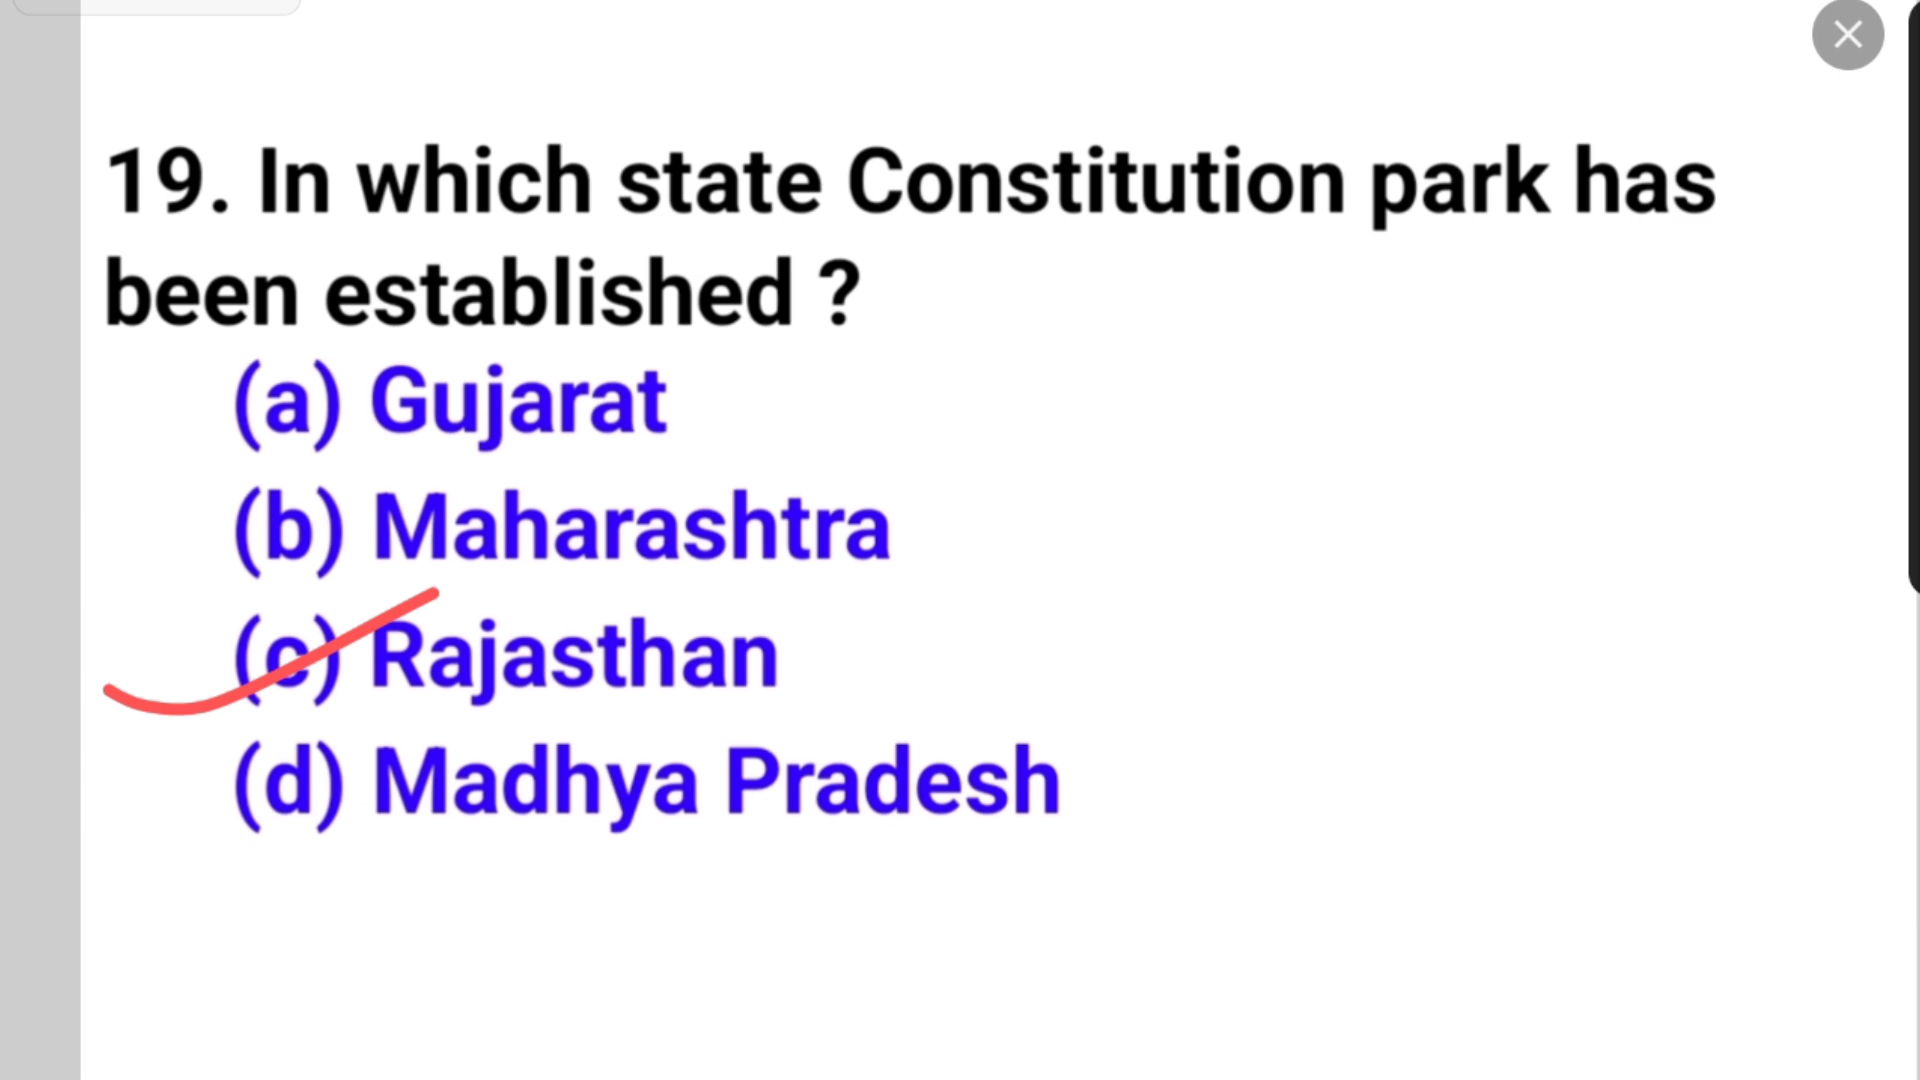 19. In which state Constitution park has
been established ?
(a) Gujarat
(b) Maharashtra
(c) Rajasthan
(d) Madhya Pradesh